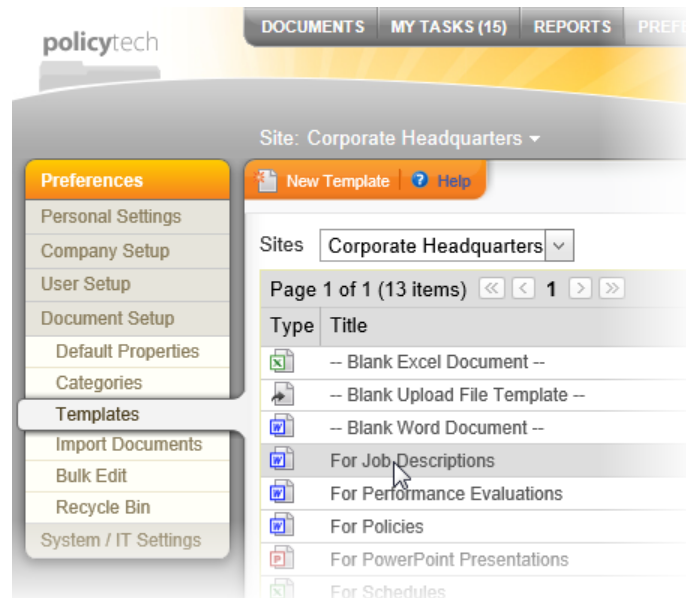 policytech
DOCUMENTS MY TASKS (15) REPORTS PREF
Site: Corporate Headquarters
Preferences
Personal Settings
Company Setup
User Setup
Document Setup
Default Properties
Categories
Templates
Import Documents
Bulk Edit
Recycle Bin
System / IT Settings
New Template Help
Sites Corporate Headquarters
Page 1 of 1 (13 items) 1
Type Title
-- Blank Excel Document --
-- Blank Upload File Template --
-- Blank Word Document --
For Job Descriptions
For Performance Evaluations
For Policies
For PowerPoint Presentations
For Schedules